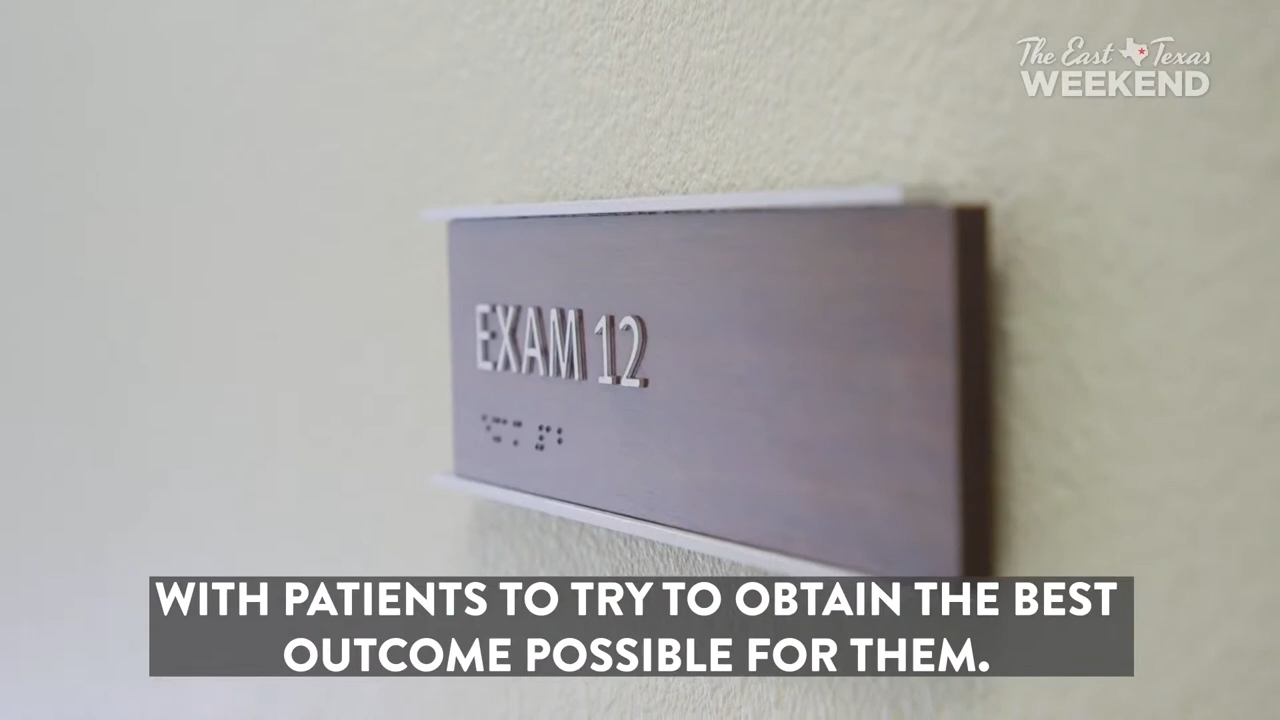 The East Texas
WEEKEND
EXAM 12
WITH PATIENTS TO TRY TO OBTAIN THE BEST
OUTCOME POSSIBLE FOR THEM.